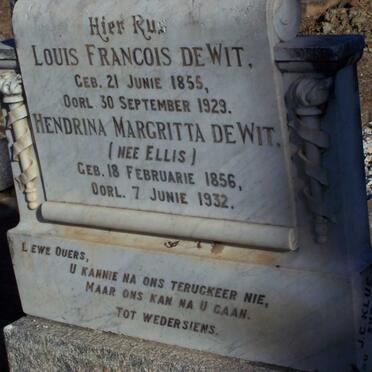 Hier Rus
LOUIS FRANCOIS DE WIT,
GEB. 21 JUNIE 1855,
OORL. 30 SEPTEMBER 1929.
HENDRINA MARGRITTA DE WIT,
(NEE ELLIS)
GEB. 18 FEBRUARIE 1856,
OORL. 7 JUNIE 1932.
LEWE OUERS,
U KANNIE NA ONS TERUGKEER NIE,
MAAR ONS KAN NA U GAAN.
TOT WEDERSIENS.